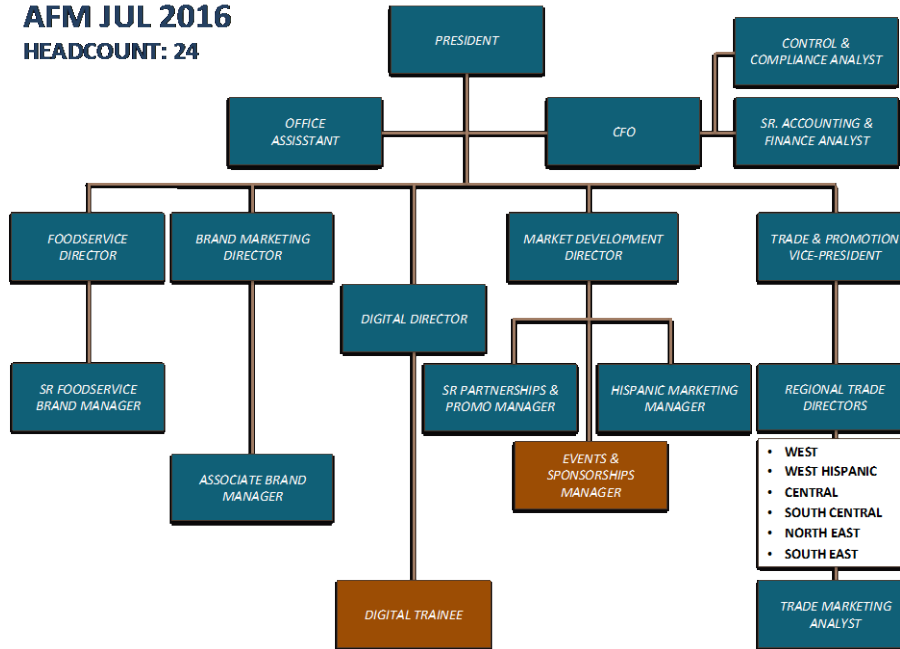 AFM JUL 2016
HEADCOUNT: 24
PRESIDENT
CONTROL &
COMPLIANCE ANALYST
OFFICE
ASSISSTANT
CFO
SR. ACCOUNTING &
FINANCE ANALYST
FOODSERVICE
DIRECTOR
BRAND MARKETING
DIRECTOR
MARKET DEVELOPMENT
DIRECTOR
TRADE & PROMOTION
VICE-PRESIDENT
DIGITAL DIRECTOR
SR FOODSERVICE
BRAND MANAGER
SR PARTNERSHIPS &
PROMO MANAGER
HISPANIC MARKETING
MANAGER
REGIONAL TRADE
DIRECTORS
EVENTS &
SPONSORSHIPS
MANAGER
ASSOCIATE BRAND
MANAGER
• WEST
• WEST HISPANIC
• CENTRAL
• SOUTH CENTRAL
• NORTH EAST
• SOUTH EAST
DIGITAL TRAINEE
TRADE MARKETING
ANALYST